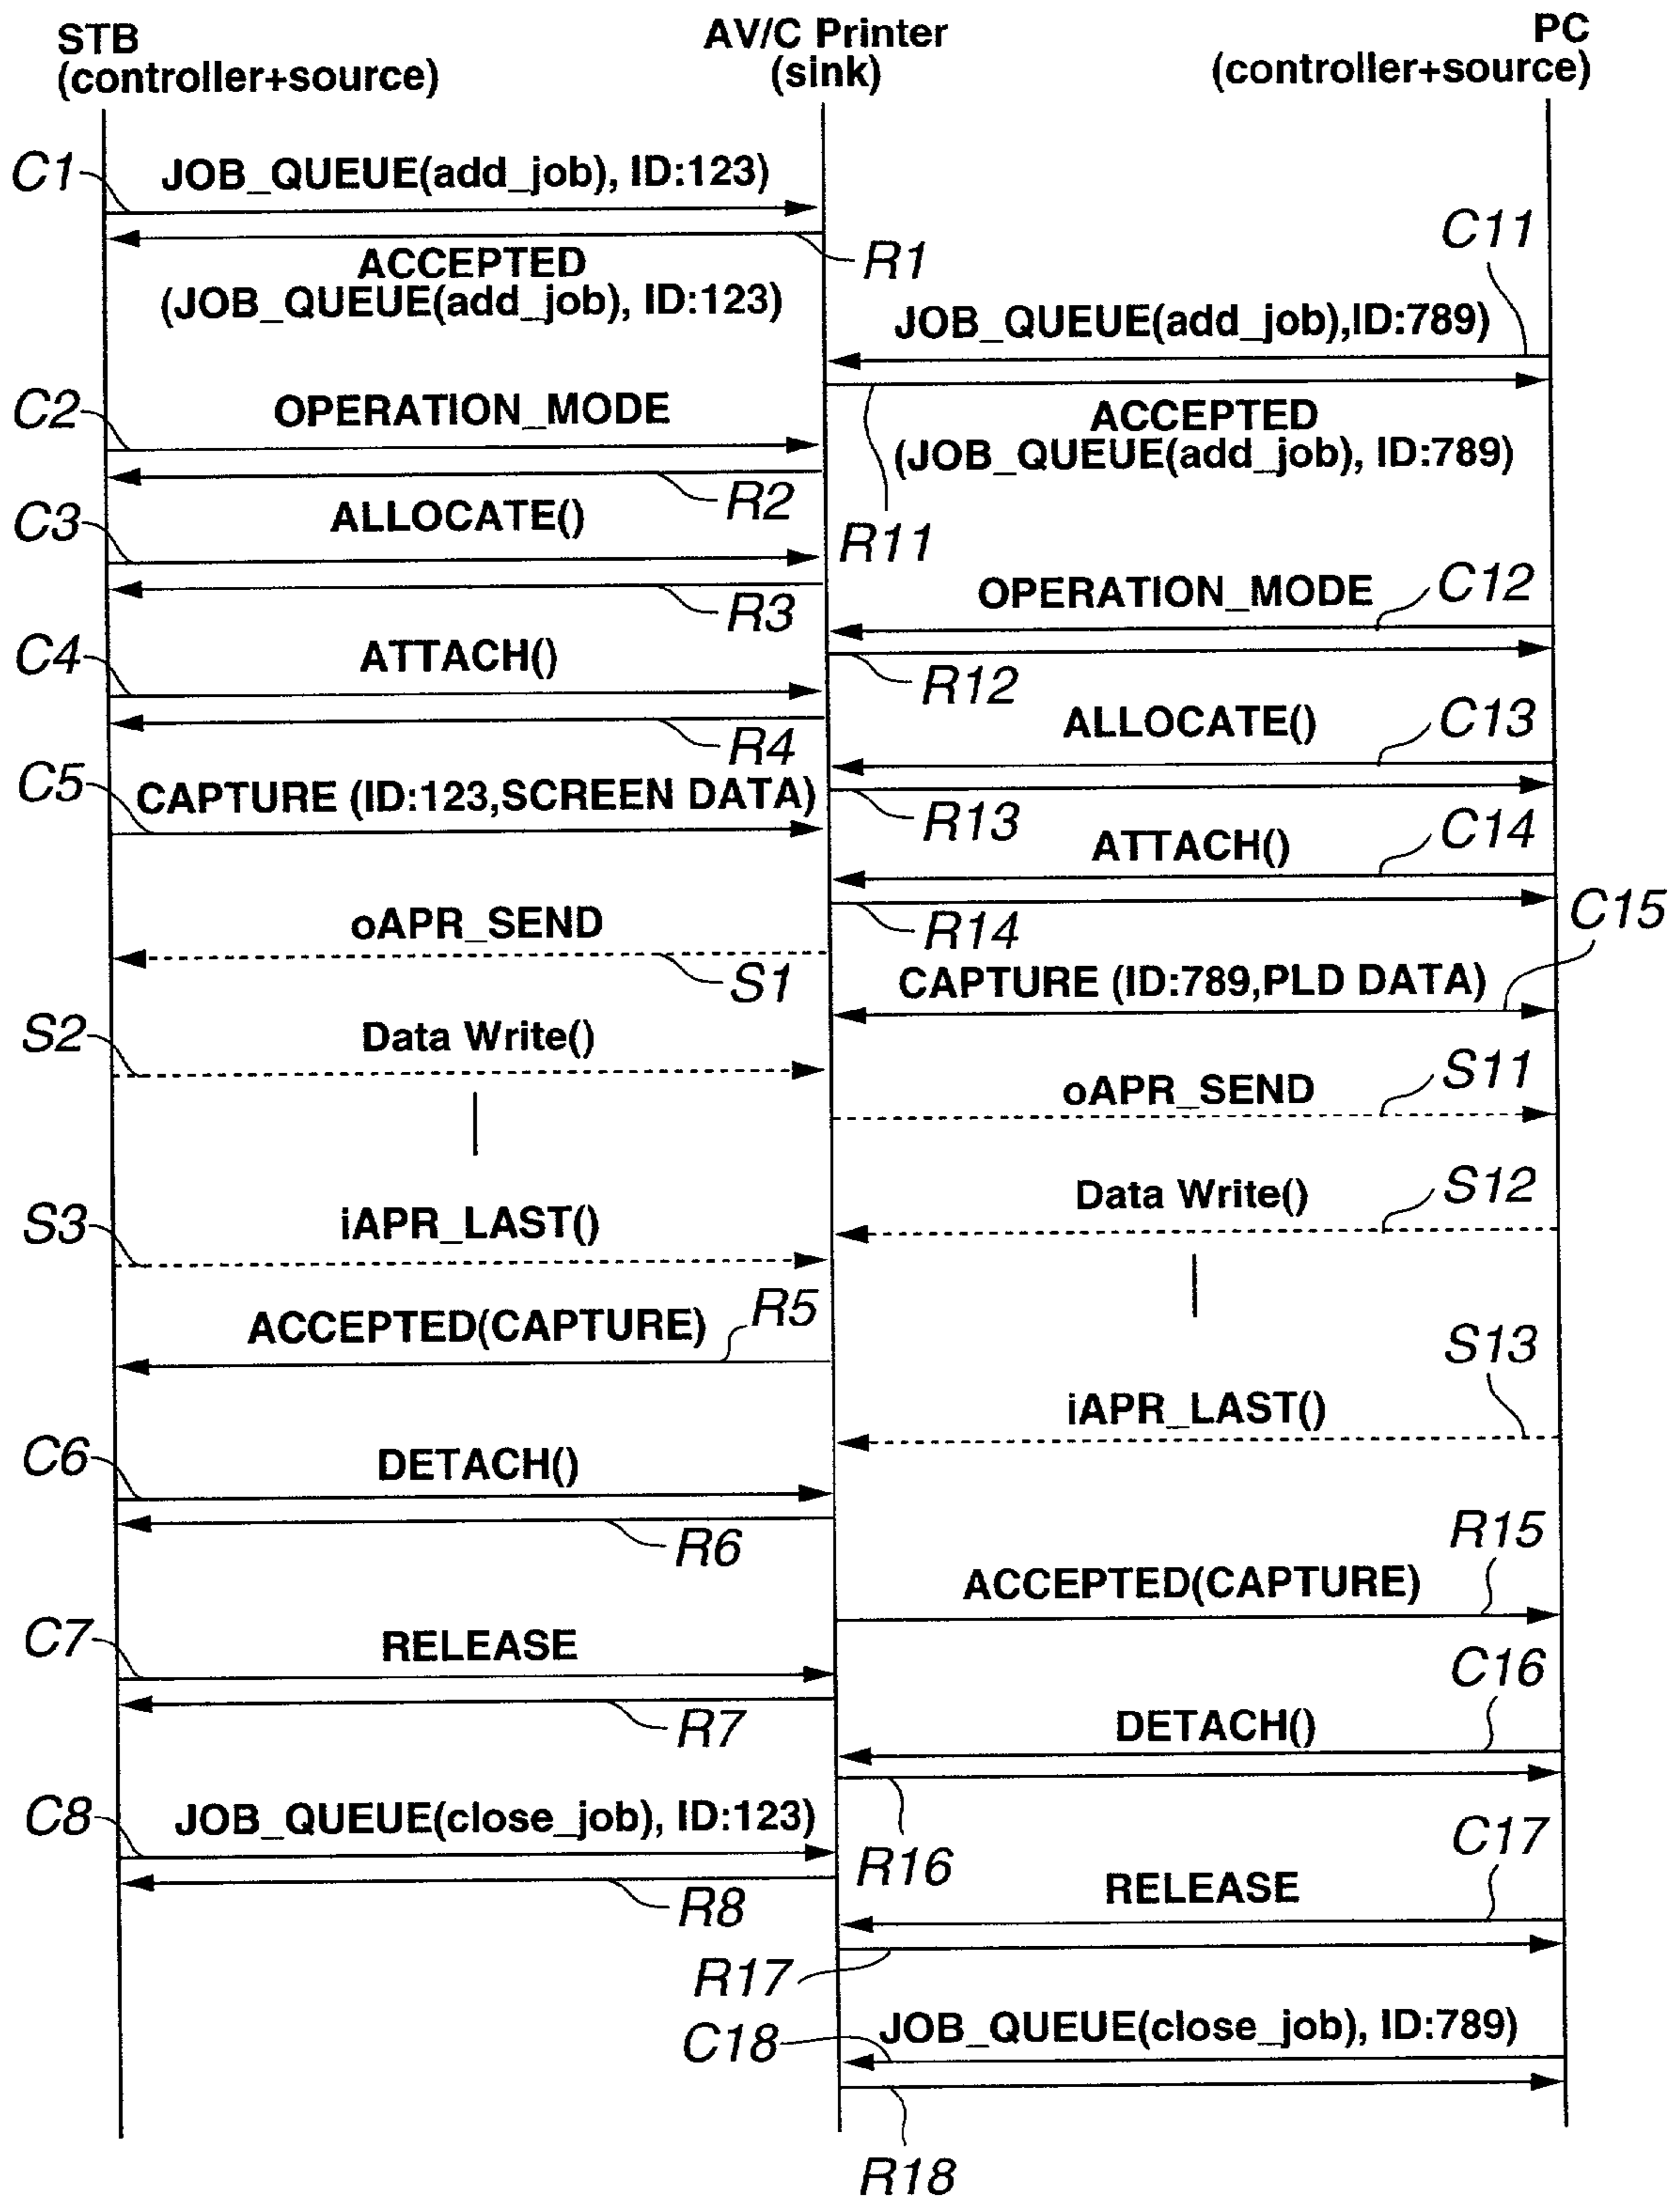 STB
(controller+source)
AV/C Printer
(sink)
PC
(controller+source)
C1
JOB_QUEUE(add_job), ID:123)
R1
ACCEPTED
(JOB_QUEUE(add_job), ID:123)
C11
JOB_QUEUE(add_job),ID:789)
C2
OPERATION_MODE
ACCEPTED
(JOB_QUEUE(add_job), ID:789)
R2
R11
C3
ALLOCATE()
R3
OPERATION_MODE
C12
C4
ATTACH()
R12
R4
ALLOCATE()
C13
C5
CAPTURE (ID:123,SCREEN DATA)
R13
ATTACH()
C14
oAPR_SEND
R14
C15
S1
CAPTURE (ID:789,PLD DATA)
S2
Data Write()
oAPR_SEND
S11
Data Write()
S12
S3
iAPR_LAST()
ACCEPTED(CAPTURE)
R5
S13
iAPR_LAST()
C6
DETACH()
R6
R15
ACCEPTED(CAPTURE)
C7
RELEASE
R7
C16
DETACH()
C8
JOB_QUEUE(close_job), ID:123)
R16
C17
R8
RELEASE
R17
C18
JOB_QUEUE(close_job), ID:789)
R18